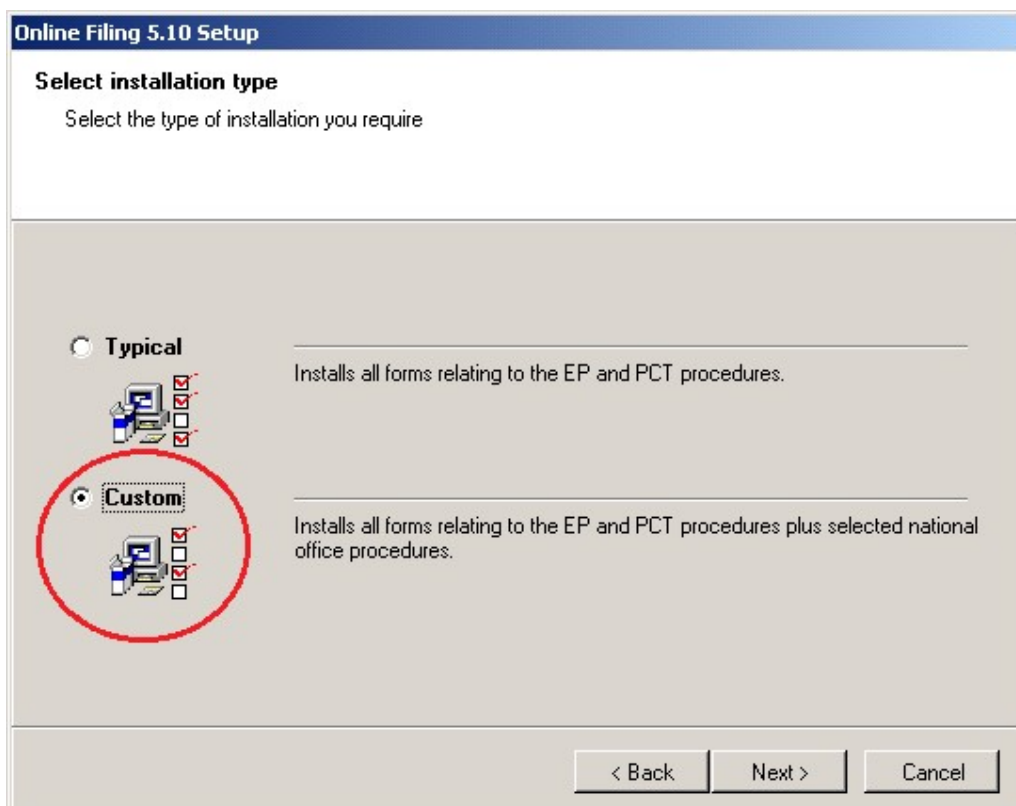 Online Filing 5.10 Setup
Select installation type
Select the type of installation you require
Typical
Installs all forms relating to the EP and PCT procedures.
Custom
Installs all forms relating to the EP and PCT procedures plus selected national
office procedures.
< Back Next > Cancel